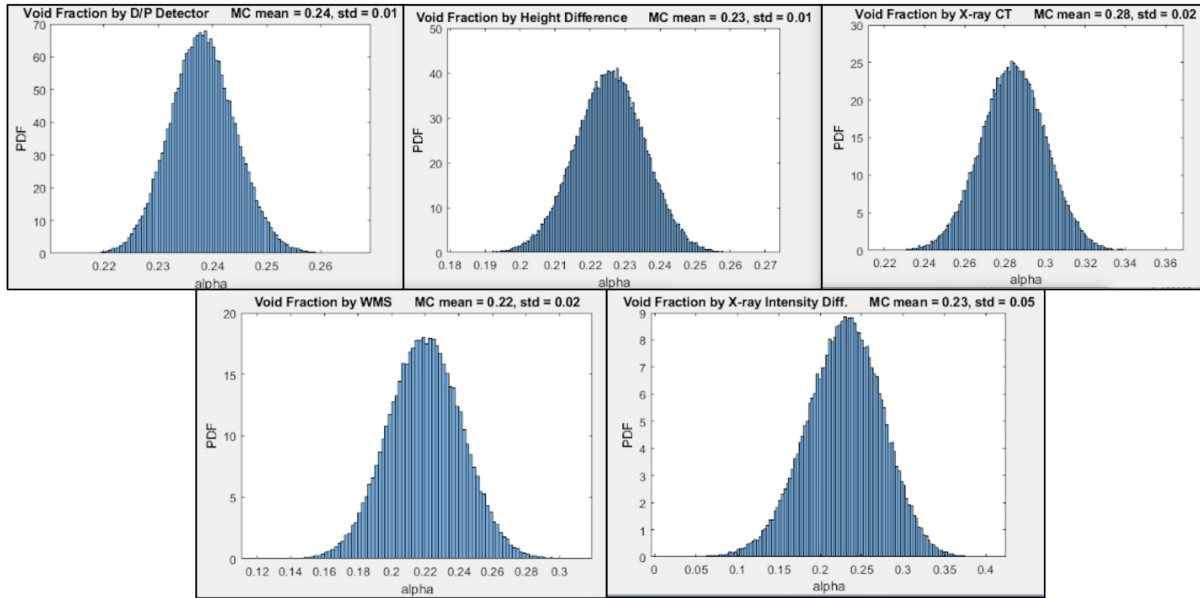 Void Fraction by D/P Detector MC mean = 0.24, std = 0.01
70
60
50
40
30
20
10
0
PDF
0.22 0.23 0.24 0.25 0.26
alpha
Void Fraction by Height Difference MC mean = 0.23, std = 0.01
50
40
30
20
10
0
PDF
0.18 0.19 0.2 0.21 0.22 0.23 0.24 0.25 0.26 0.27
alpha
Void Fraction by X-ray CT MC mean = 0.28, std = 0.02
30
25
20
15
10
5
0
PDF
0.22 0.24 0.26 0.28 0.3 0.32 0.34 0.36
alpha
Void Fraction by WMS MC mean = 0.22, std = 0.02
20
15
10
5
0
PDF
0.12 0.14 0.16 0.18 0.20 0.22 0.24 0.26 0.28 0.3
alpha
Void Fraction by X-ray Intensity Diff. MC mean = 0.23, std = 0.05
9
8
7
6
5
4
3
2
1
0
PDF
0 0.05 0.1 0.15 0.2 0.25 0.3 0.35 0.4
alpha